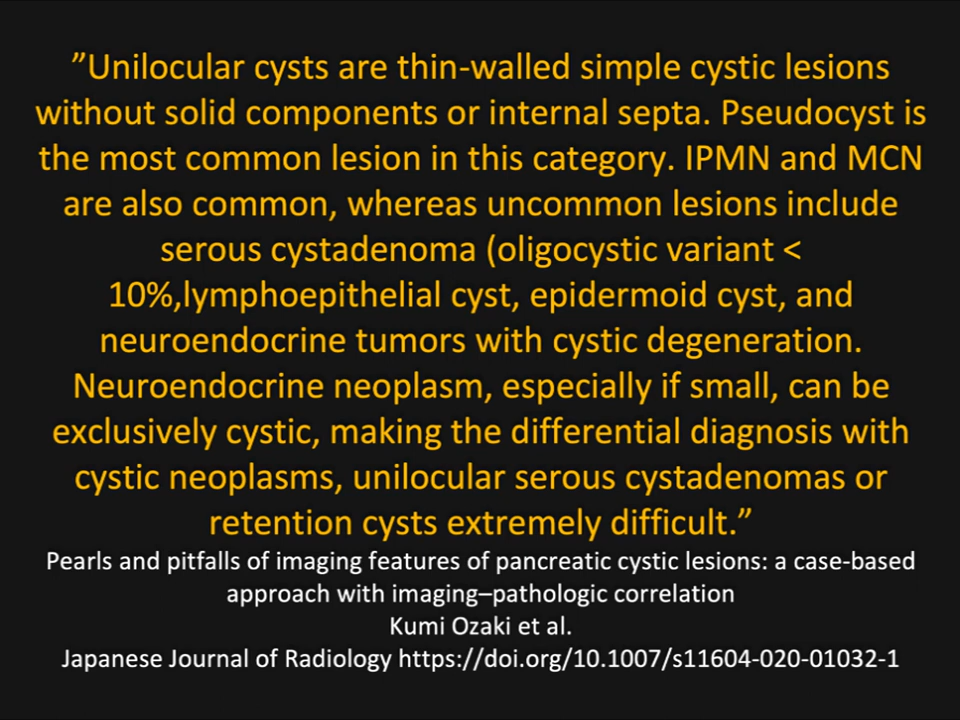 ”Unilocular cysts are thin-walled simple cystic lesions
without solid components or internal septa. Pseudocyst is
the most common lesion in this category. IPMN and MCN
are also common, whereas uncommon lesions include
serous cystadenoma (oligocystic variant <
10%,lymphoepithelial cyst, epidermoid cyst, and
neuroendocrine tumors with cystic degeneration.
Neuroendocrine neoplasm, especially if small, can be
exclusively cystic, making the differential diagnosis with
cystic neoplasms, unilocular serous cystadenomas or
retention cysts extremely difficult.”
Pearls and pitfalls of imaging features of pancreatic cystic lesions: a case-based
approach with imaging–pathologic correlation
Kumi Ozaki et al.
Japanese Journal of Radiology https://doi.org/10.1007/s11604-020-01032-1